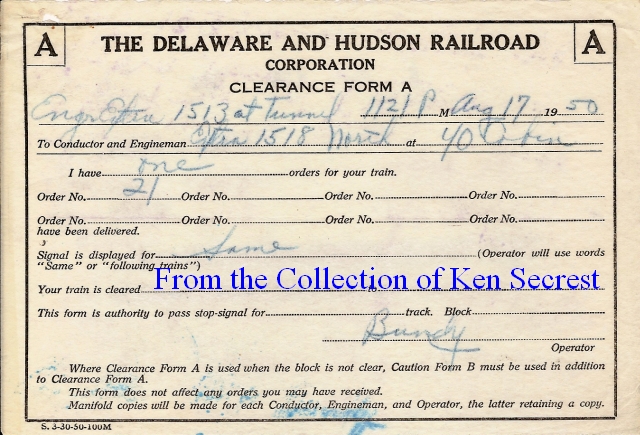 A THE DELAWARE AND HUDSON RAILROAD A
CORPORATION
CLEARANCE FORM A
Engr Extra 1513 at Tunnel 1121 P M Aug 17 1950
To Conductor and Engineman Extra 1518 North at 40
I have one orders for your train.
Order No. 21 Order No. Order No. Order No.
Order No. Order No. Order No. Order No.
have been delivered.
Signal is displayed for Same (Operator will use words
"Same" or "following trains")
From the Collection of Ken Secrest
Your train is cleared to
This form is authority to pass stop-signal for track. Block
Bundy
Operator
Where Clearance Form A is used when the block is not clear, Caution Form B must be used in addition
to Clearance Form A.
This form does not affect any orders you may have received.
Manifold copies will be made for each Conductor, Engineman, and Operator, the latter retaining a copy.
S. 3-30-50-100M